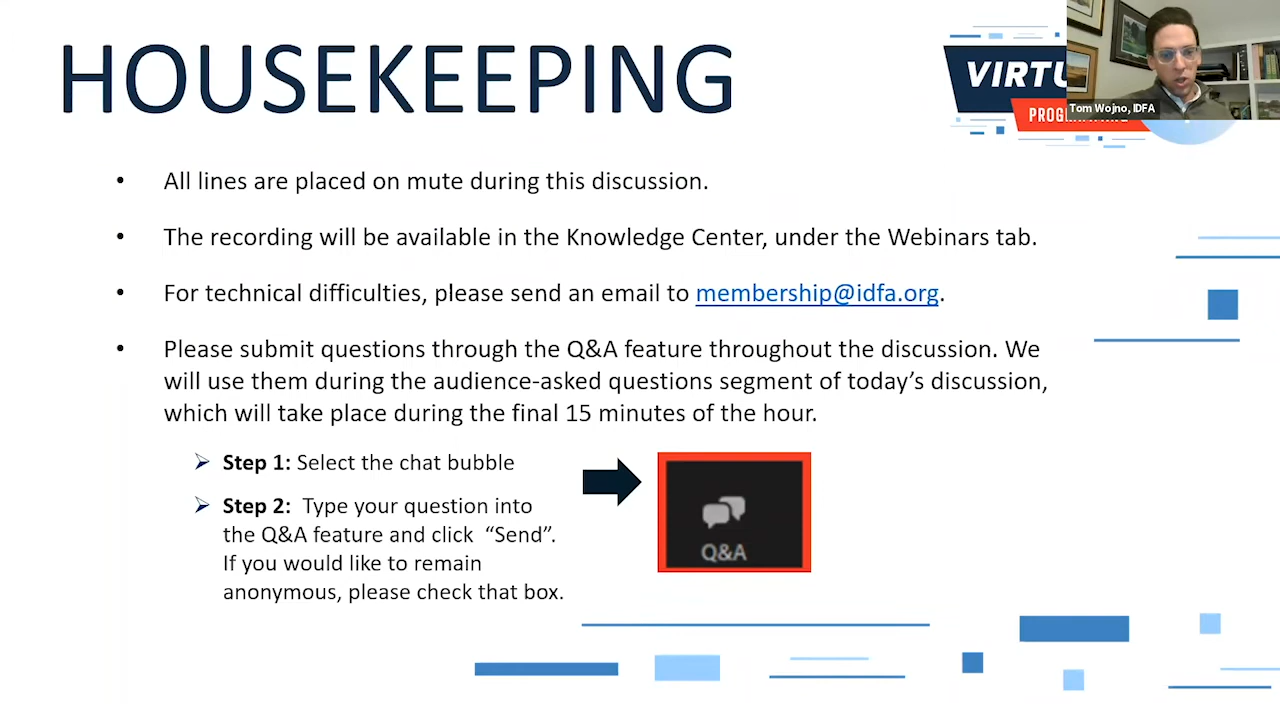 HOUSEKEEPING
VIRTU
PROGRAMMING
Tom Wojno, IDFA
• All lines are placed on mute during this discussion.
• The recording will be available in the Knowledge Center, under the Webinars tab.
• For technical difficulties, please send an email to membership@idfa.org.
• Please submit questions through the Q&A feature throughout the discussion. We
will use them during the audience-asked questions segment of today’s discussion,
which will take place during the final 15 minutes of the hour.
➢ Step 1: Select the chat bubble
➢ Step 2: Type your question into
the Q&A feature and click “Send”.
If you would like to remain
anonymous, please check that box.
Q&A